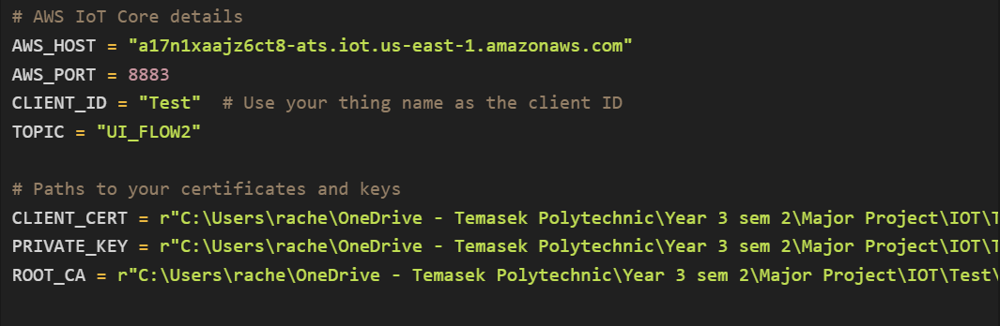 # AWS IoT Core details
AWS_HOST = "a17n1xaajz6ct8-ats.iot.us-east-1.amazonaws.com"
AWS_PORT = 8883
CLIENT_ID = "Test"  # Use your thing name as the client ID
TOPIC = "UI_FLOW2"
# Paths to your certificates and keys
CLIENT_CERT = r"C:\Users\rache\OneDrive - Temasek Polytechnic\Year 3 sem 2\Major Project\IOT\T
PRIVATE_KEY = r"C:\Users\rache\OneDrive - Temasek Polytechnic\Year 3 sem 2\Major Project\IOT\T
ROOT_CA = r"C:\Users\rache\OneDrive - Temasek Polytechnic\Year 3 sem 2\Major Project\IOT\Test\